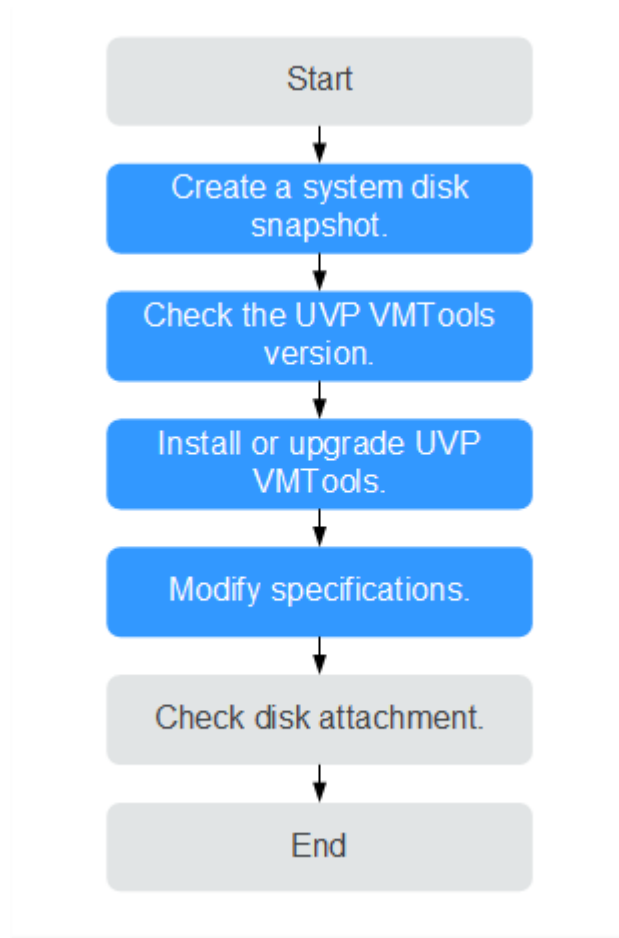 Start
Create a system disk
snapshot.
Check the UVP VMTools
version.
Install or upgrade UVP
VMTools.
Modify specifications.
Check disk attachment.
End